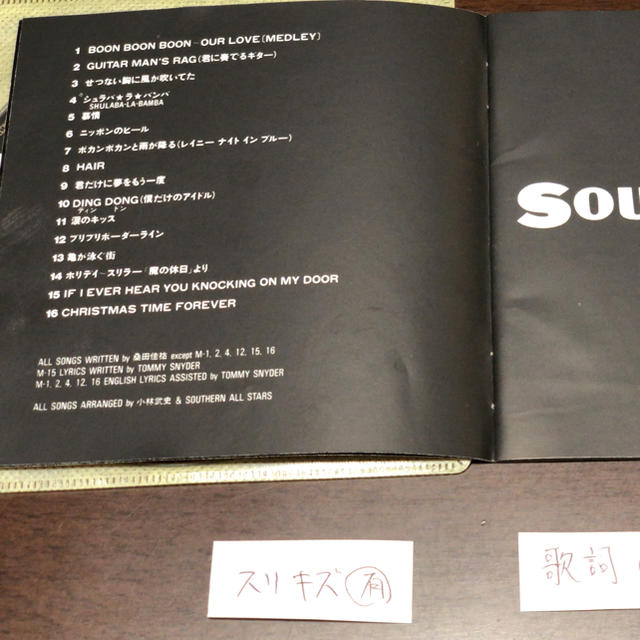 1 BOON BOON BOON - OUR LOVE [MEDLEY]
2 GUITAR MAN'S RAG (君に奏でるギター)
3 せつない胸に風が吹いてた
4 シュラバ★ラ★バンバ
SHULABA-LA-BAMBA
5 慕情
6 ニッポンのヒール
7 ポカンポカンと雨が降る(レイニー ナイト イン ブルー)
8 HAIR
9 君だけに夢をもう一度
10 DING DONG (僕だけのアイドル)
ディン ドン
11 涙のキッス
12 ブリブリボーダーライン
13 亀が泳ぐ街
14 ホリデイ~スリラー「魔の休日」より
15 IF I EVER HEAR YOU KNOCKING ON MY DOOR
16 CHRISTMAS TIME FOREVER
ALL SONGS WRITTEN by 桑田佳祐 except M-1. 2. 4. 12. 15. 16
M-15 LYRICS WRITTEN by TOMMY SNYDER
M-1. 2. 4. 12. 16 ENGLISH LYRICS ASSISTED by TOMMY SNYDER
ALL SONGS ARRANGED by 小林武史 & SOUTHERN ALL STARS
SOU
スリキズ 有
歌詞